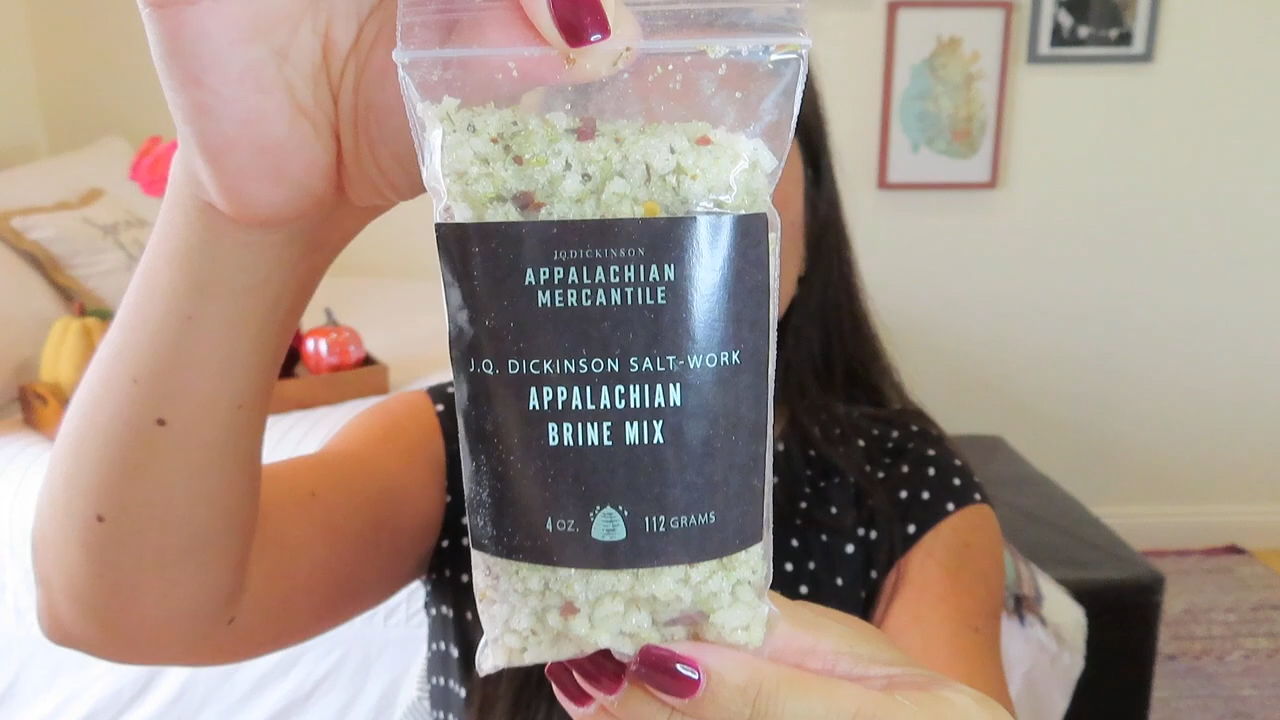 J.Q.DICKINSON
APPALACHIAN
MERCANTILE
J.Q. DICKINSON SALT-WORK
APPALACHIAN
BRINE MIX
4 OZ. 112 GRAMS